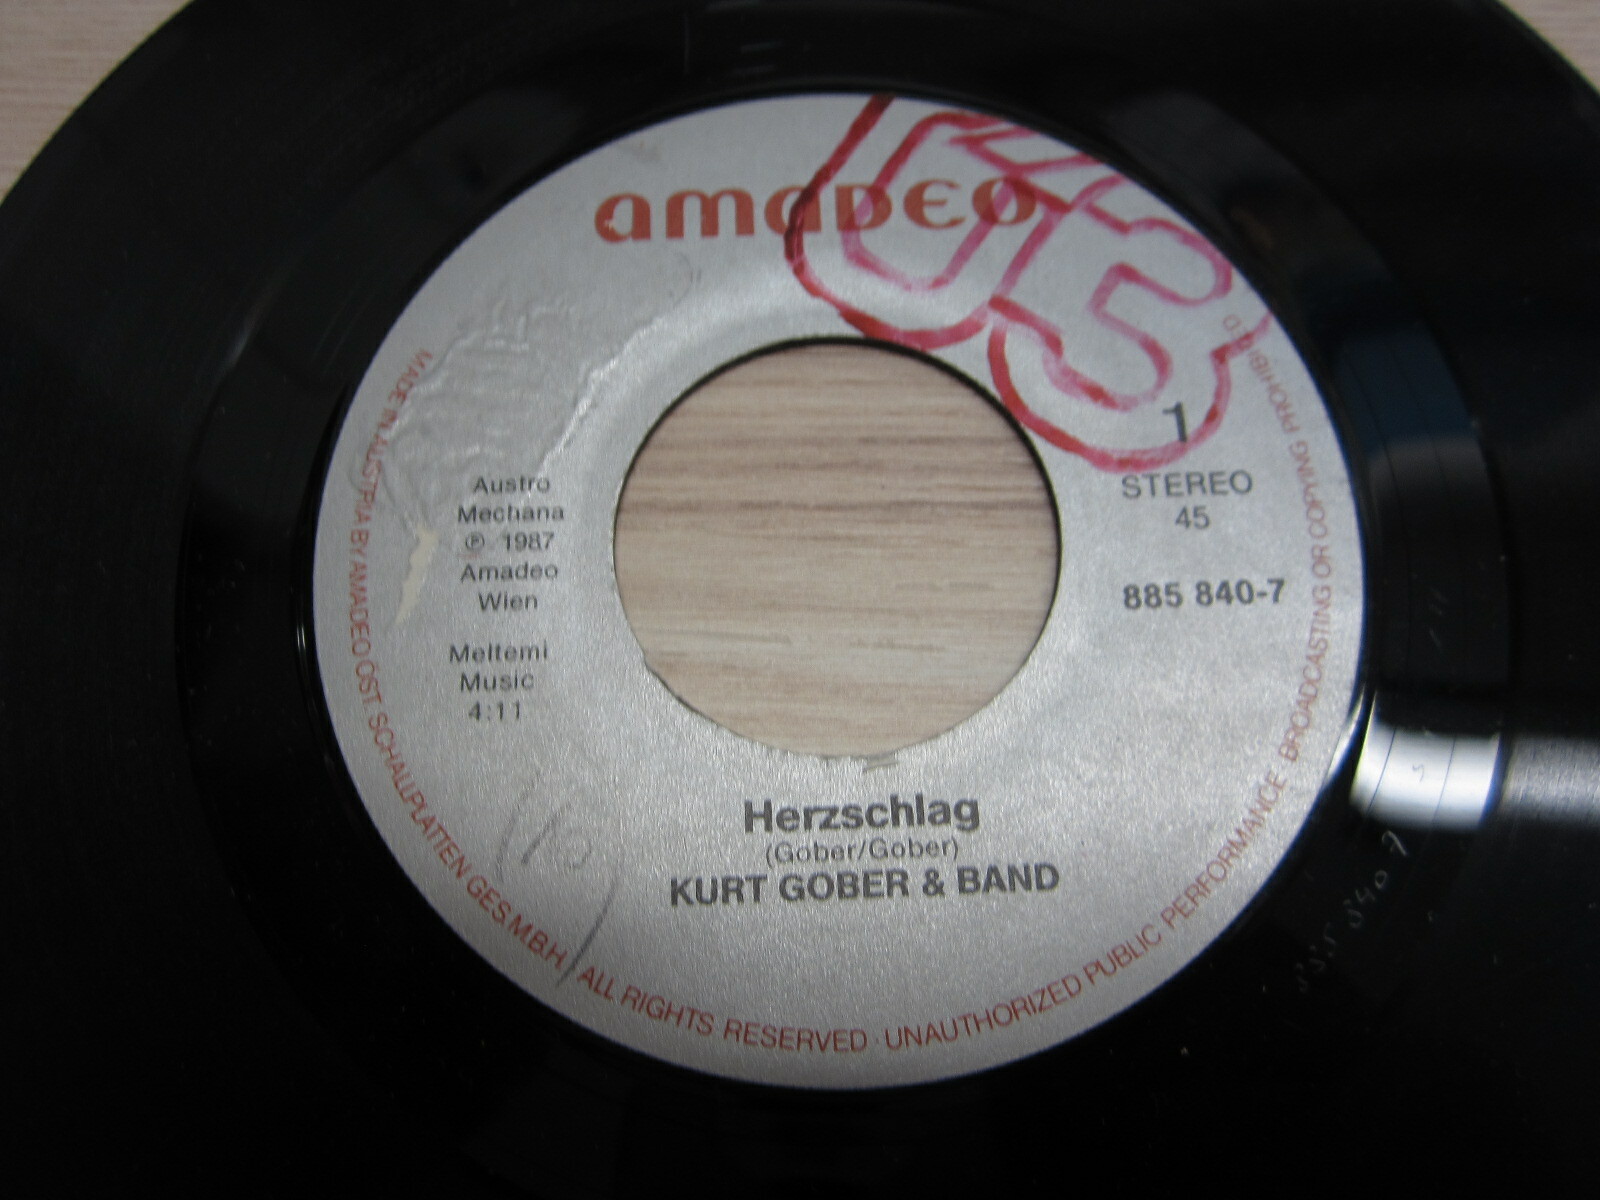 amadeo
Austro
Mechana
℗ 1987
Amadeo
Wien
Meltemi
Music
4:11
1
STEREO
45
885 840-7
Herzschlag
(Gober/Gober)
KURT GOBER & BAND
MADE IN AUSTRIA BY AMADEO ÖST. SCHALLPLATTEN GES.M.B.H. ALL RIGHTS RESERVED · UNAUTHORIZED PUBLIC PERFORMANCE BROADCASTING OR COPYING PROHIBITED